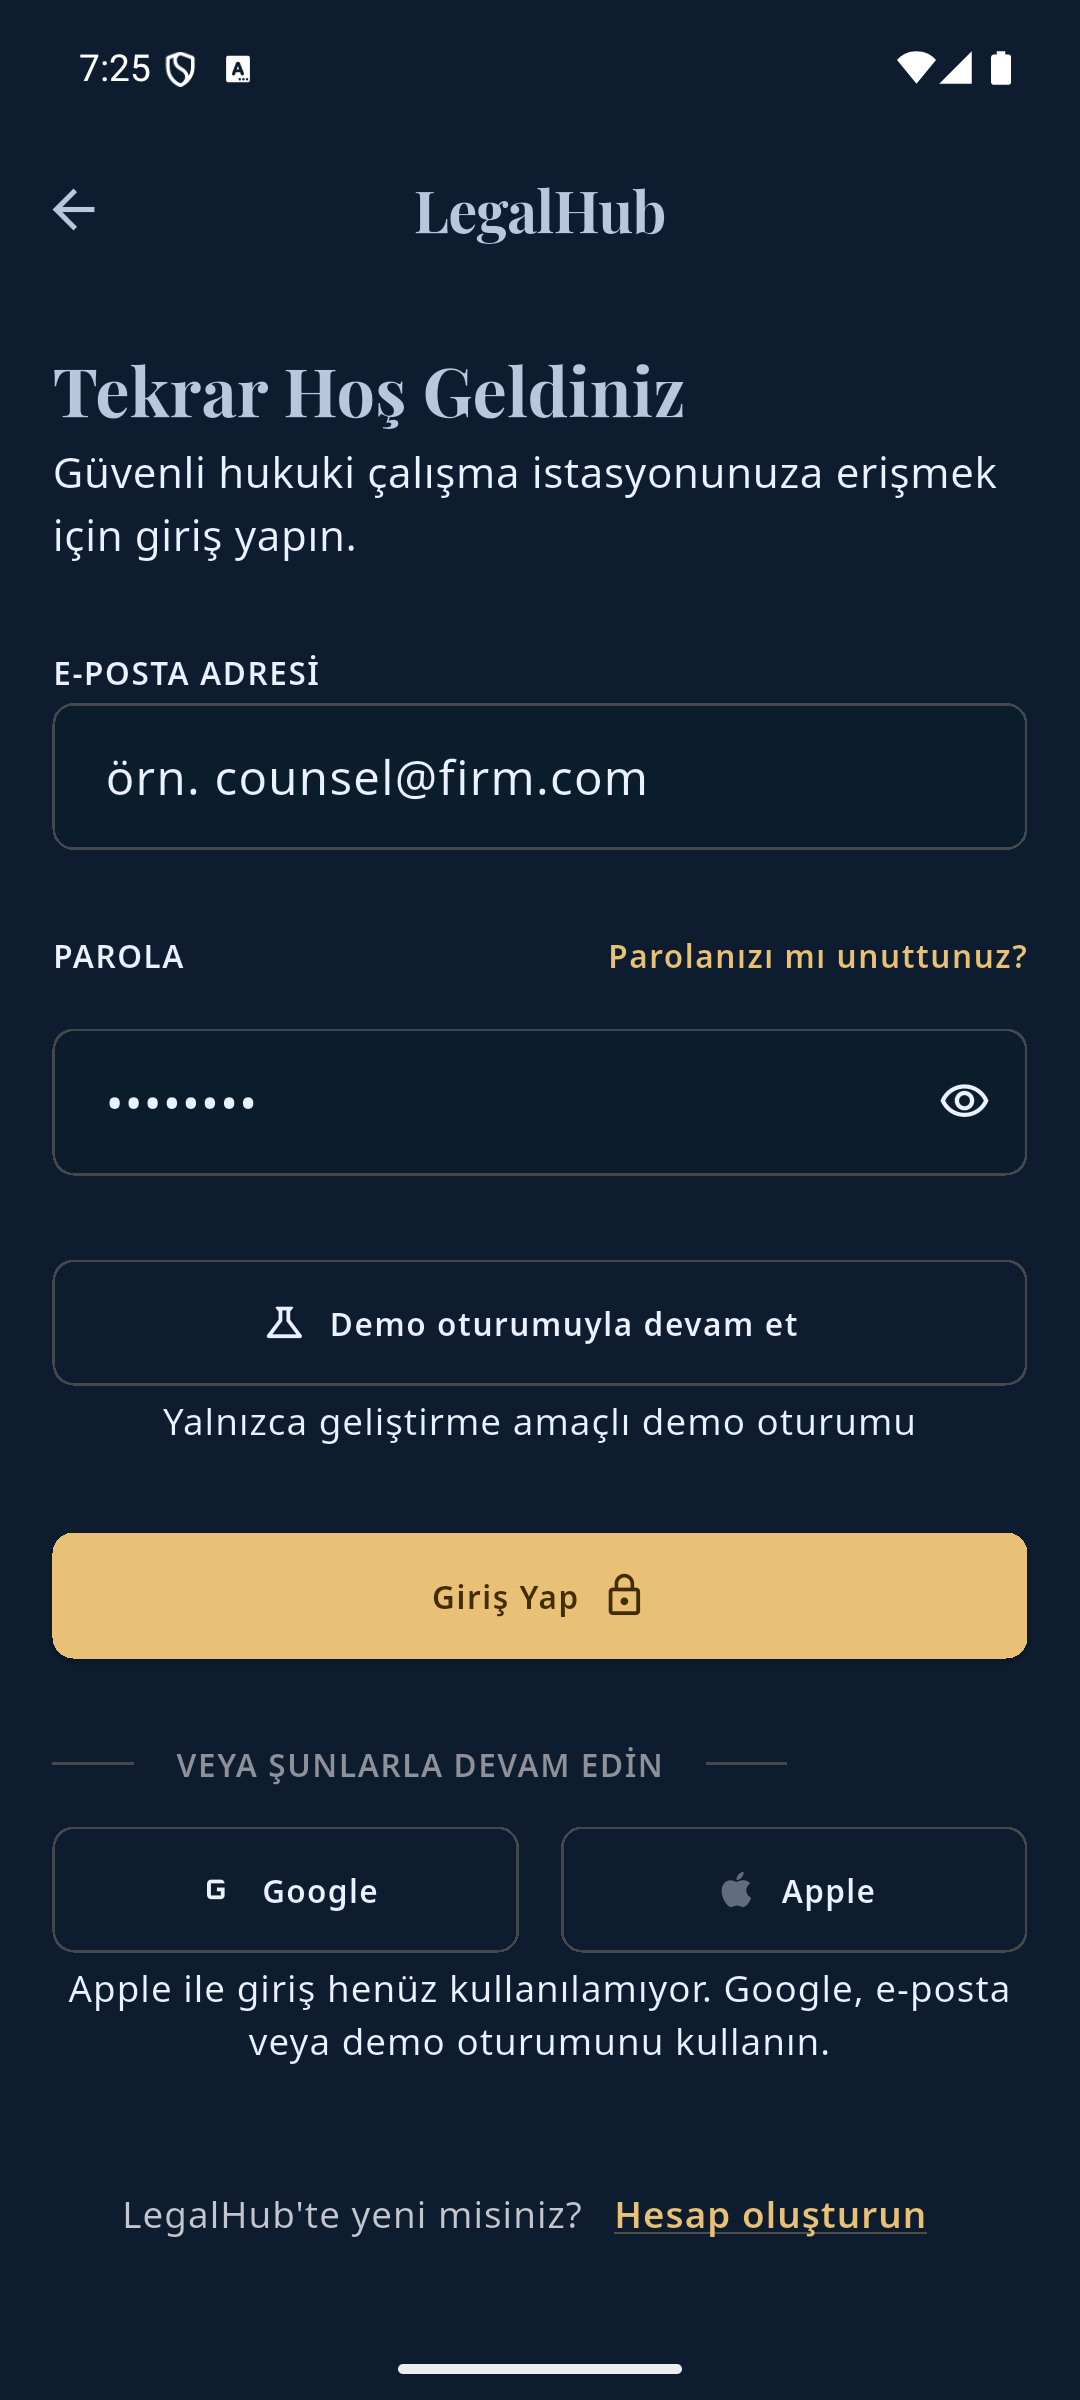 7:25
LegalHub
Tekrar Hoş Geldiniz
Güvenli hukuki çalışma istasyonunuza erişmek
için giriş yapın.
E-POSTA ADRESİ
örn. counsel@firm.com
PAROLA
Parolanızı mı unuttunuz?
••••••••
Demo oturumuyla devam et
Yalnızca geliştirme amaçlı demo oturumu
Giriş Yap
VEYA ŞUNLARLA DEVAM EDİN
G Google
Apple
Apple ile giriş henüz kullanılamıyor. Google, e-posta
veya demo oturumunu kullanın.
LegalHub'te yeni misiniz? Hesap oluşturun